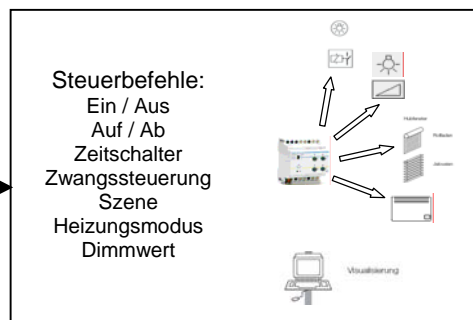 Steuerbefehle:
Ein / Aus
Auf / Ab
Zeitschalter
Zwangssteuerung
Szene
Heizungsmodus
Dimmwert
Rollladen
Jalousien
Visualisierung